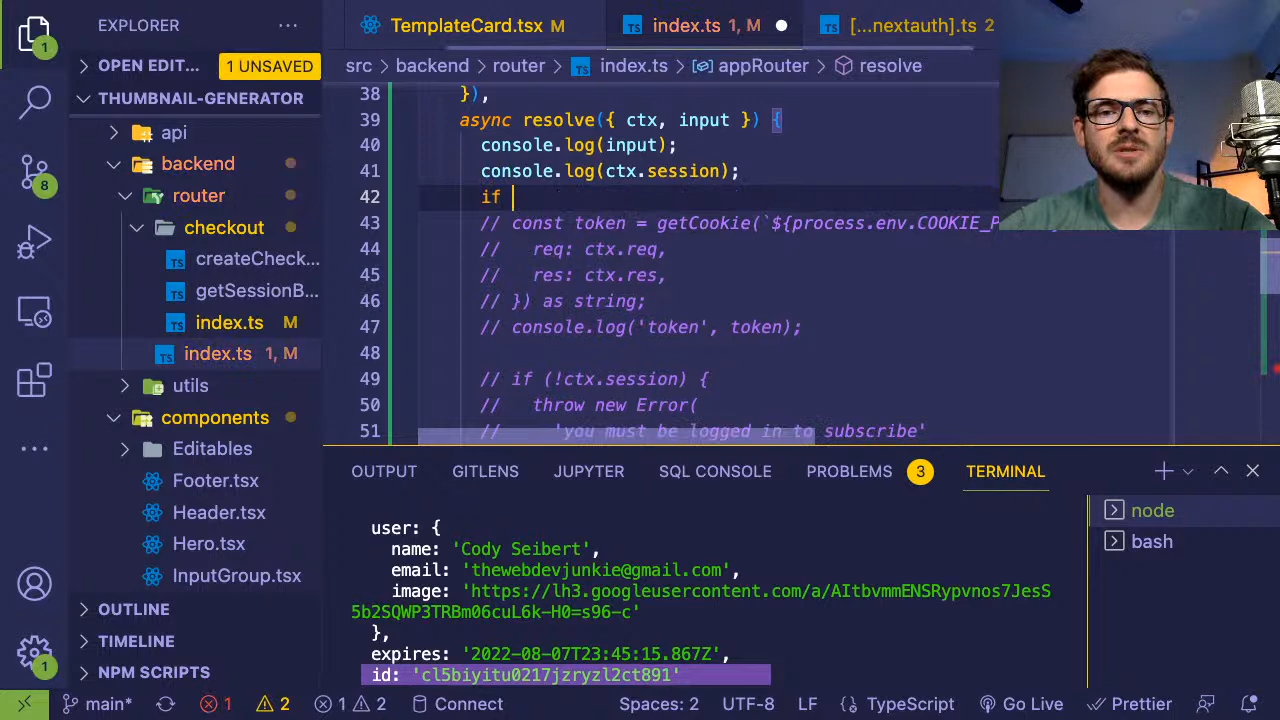 EXPLORER
···
TemplateCard.tsx M
index.ts 1, M
[...nextauth].ts 2
OPEN EDIT...
1 UNSAVED
src > backend > router > index.ts > appRouter > resolve
THUMBNAIL-GENERATOR
api
backend
router
checkout
createCheck...
getSessionB...
index.ts M
index.ts 1, M
utils
components
Editables
Footer.tsx
Header.tsx
Hero.tsx
InputGroup.tsx
OUTLINE
TIMELINE
NPM SCRIPTS
1
8
1
38 }),
39 async resolve({ ctx, input }) {
40 console.log(input);
41 console.log(ctx.session);
42 if
43 // const token = getCookie(`${process.env.COOKIE_P
44 // req: ctx.req,
45 // res: ctx.res,
46 // }) as string;
47 // console.log('token', token);
48
49 // if (!ctx.session) {
50 // throw new Error(
51 // 'you must be logged in to subscribe'
OUTPUT GITLENS JUPYTER SQL CONSOLE PROBLEMS 3 TERMINAL
user: {
name: 'Cody Seibert',
email: 'thewebdevjunkie@gmail.com',
image: 'https://lh3.googleusercontent.com/a/AItbvmmENSRypvnos7JesS
5b2SQWP3TRBm06cuL6k-H0=s96-c'
},
expires: '2022-08-07T23:45:15.867Z',
id: 'cl5biyitu0217jzryzl2ct891'
node
bash
main* 1 2 1 2 Connect Spaces: 2 UTF-8 LF TypeScript Go Live Prettier